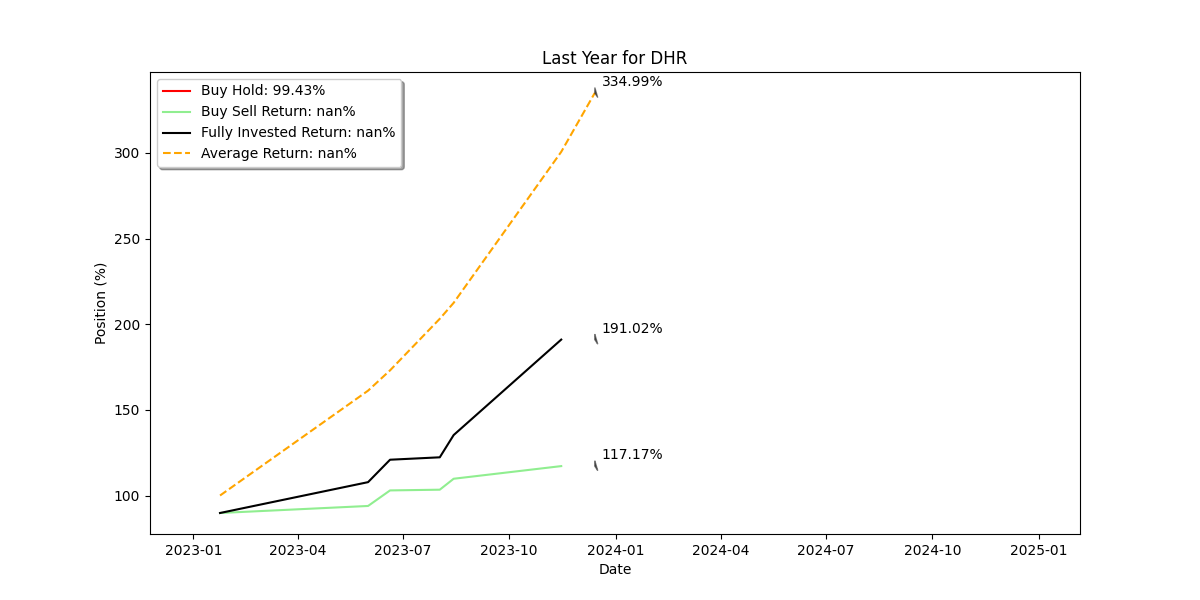 Last Year for DHR
Buy Hold: 99.43%
Buy Sell Return: nan%
Fully Invested Return: nan%
Average Return: nan%
334.99%
191.02%
117.17%
Position (%)
300
250
200
150
100
2023-01 2023-04 2023-07 2023-10 2024-01 2024-04 2024-07 2024-10 2025-01
Date